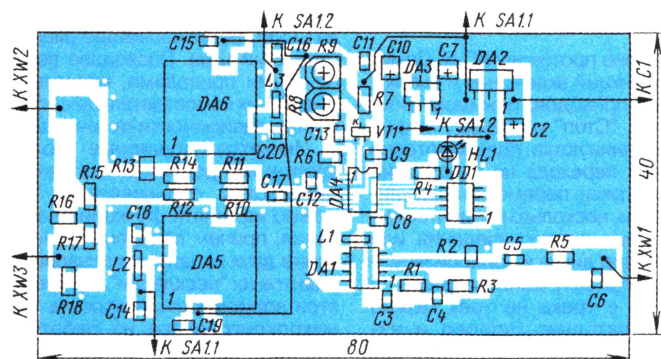 К SA1.2
К SA1.1
C15
C16
R9
C11
C10
C7
DA3
DA2
К XW2
К C1
L3
DA6
R8
R7
VT1
К SA1.2
C2
1
C20
C13
К
HL1
R13
R14
R11
R6
C9
DD1
R15
R12
R10
C17
C12
1
DA4
R4
R16
C18
C8
1
40
R17
DA5
L1
R2
C5
R5
К XW3
L2
DA1
К XW1
R18
C14
1
C19
1
C3
R1
C4
R3
C6
К SA1.1
80